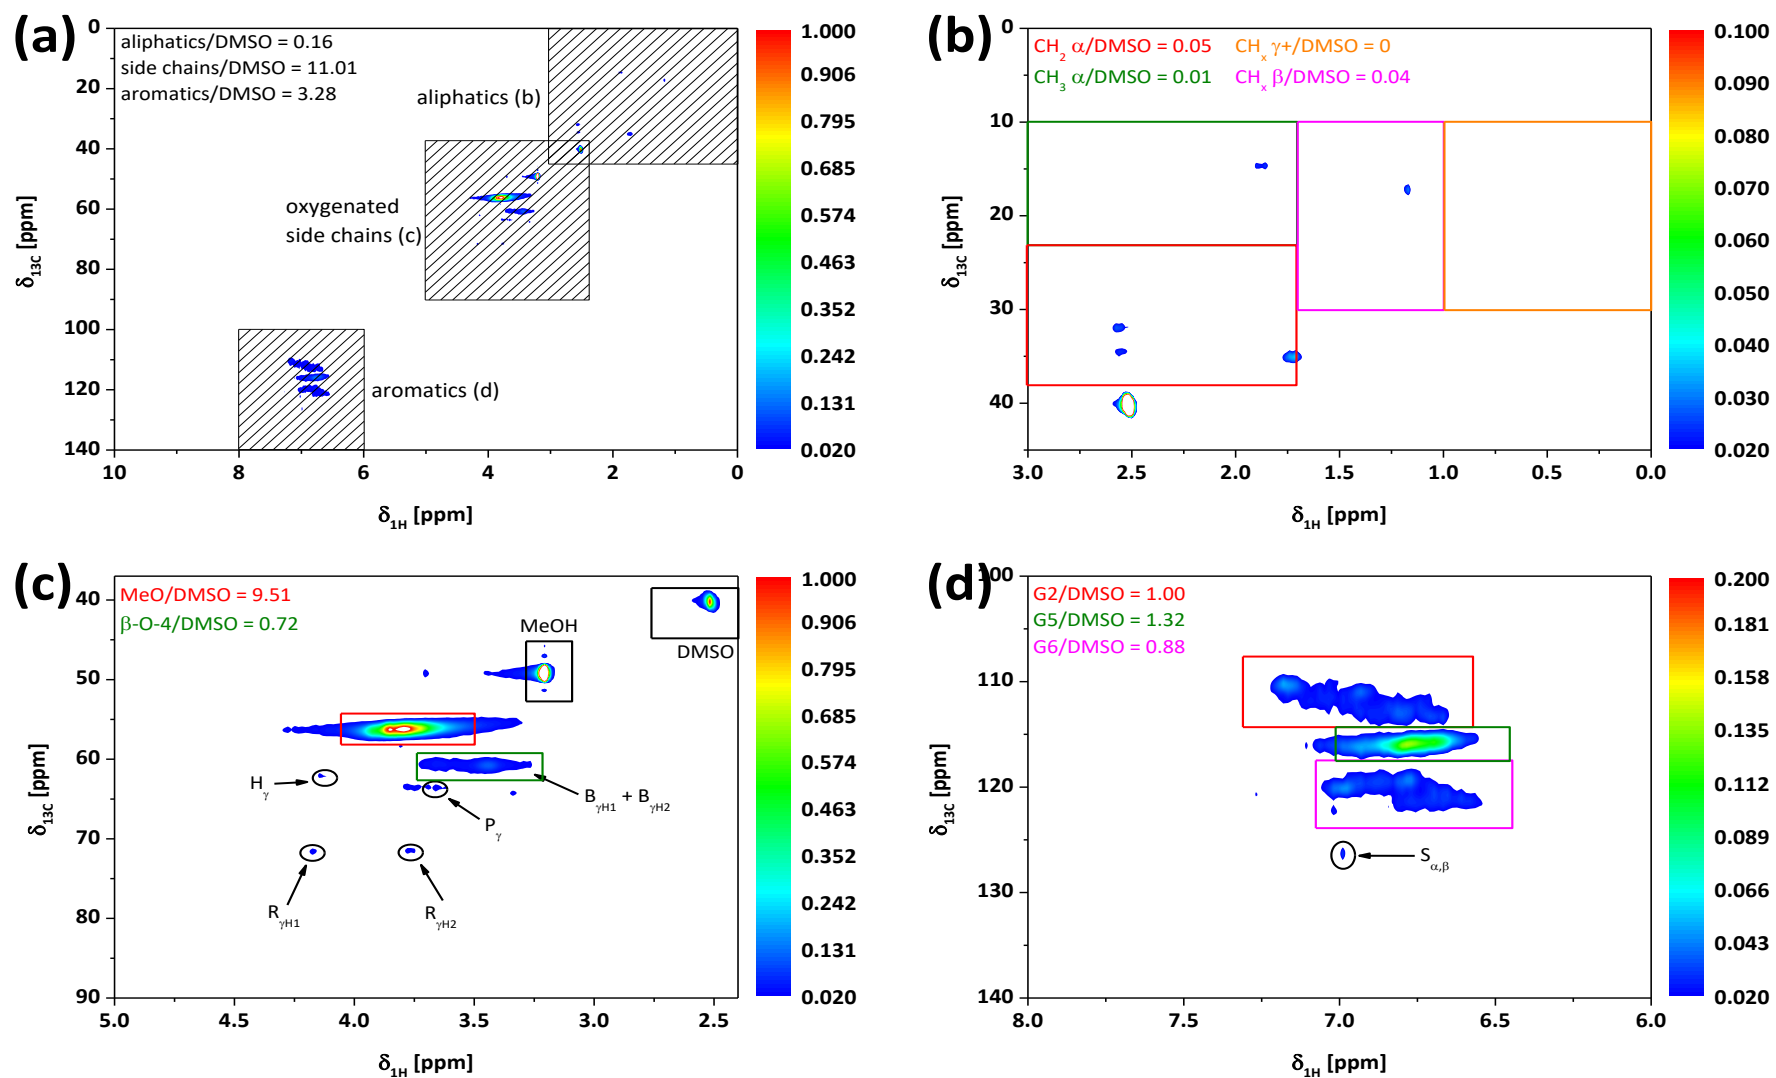 (a)
aliphatics/DMSO = 0.16
side chains/DMSO = 11.01
aromatics/DMSO = 3.28
aliphatics (b)
oxygenated
side chains (c)
aromatics (d)
0
20
40
60
80
100
120
140
10
8
6
4
2
0
δ13C [ppm]
δ1H [ppm]
1.000
0.906
0.795
0.685
0.574
0.463
0.352
0.242
0.131
0.020
(b)
CH2 α/DMSO = 0.05
CHx γ+/DMSO = 0
CH3 α/DMSO = 0.01
CHx β/DMSO = 0.04
0
10
20
30
40
3.0
2.5
2.0
1.5
1.0
0.5
0.0
δ13C [ppm]
δ1H [ppm]
0.100
0.090
0.080
0.070
0.060
0.050
0.040
0.030
0.020
(c)
MeO/DMSO = 9.51
β-O-4/DMSO = 0.72
MeOH
DMSO
Hγ
Pγ
BγH1 + BγH2
RγH1
RγH2
40
50
60
70
80
90
5.0
4.5
4.0
3.5
3.0
2.5
δ13C [ppm]
δ1H [ppm]
1.000
0.906
0.795
0.685
0.574
0.463
0.352
0.242
0.131
0.020
(d)
G2/DMSO = 1.00
G5/DMSO = 1.32
G6/DMSO = 0.88
Sα,β
100
110
120
130
140
8.0
7.5
7.0
6.5
6.0
δ13C [ppm]
δ1H [ppm]
0.200
0.181
0.158
0.135
0.112
0.089
0.066
0.043
0.020